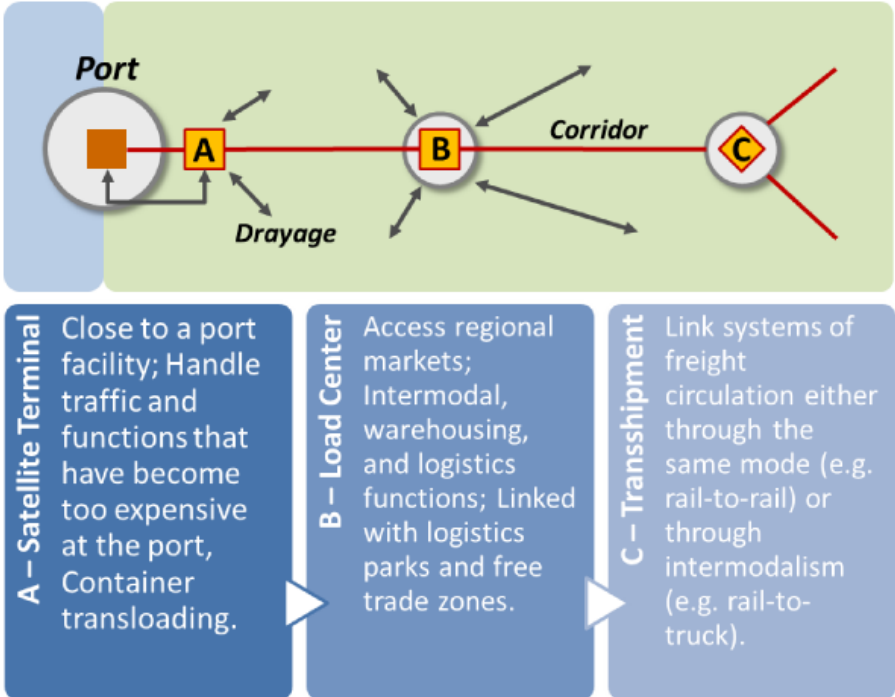 Port
A
B
Corridor
C
Drayage
A – Satellite Terminal
Close to a port
facility; Handle
traffic and
functions that
have become
too expensive
at the port,
Container
transloading.
B – Load Center
Access regional
markets;
Intermodal,
warehousing,
and logistics
functions; Linked
with logistics
parks and free
trade zones.
C – Transshipment
Link systems of
freight
circulation either
through the
same mode (e.g.
rail-to-rail) or
through
intermodalism
(e.g. rail-to-
truck).